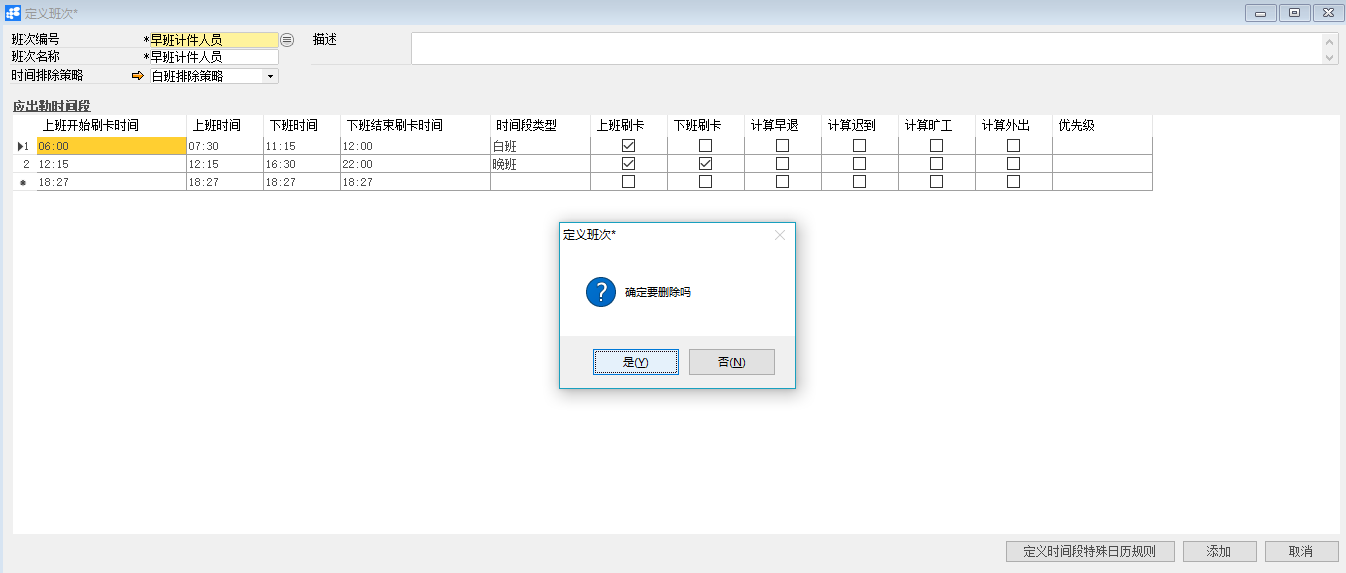 定义班次*
班次编号 *早班计件人员 描述
班次名称 *早班计件人员
时间排除策略 白班排除策略
应出勤时间段
上班开始刷卡时间 上班时间 下班时间 下班结束刷卡时间 时间段类型 上班刷卡 下班刷卡 计算早退 计算迟到 计算旷工 计算外出 优先级
1 06:00 07:30 11:15 12:00 白班
2 12:15 12:15 16:30 22:00 晚班
18:27 18:27 18:27 18:27
定义班次*
确定要删除吗
是(Y) 否(N)
定义时间段特殊日历规则 添加 取消